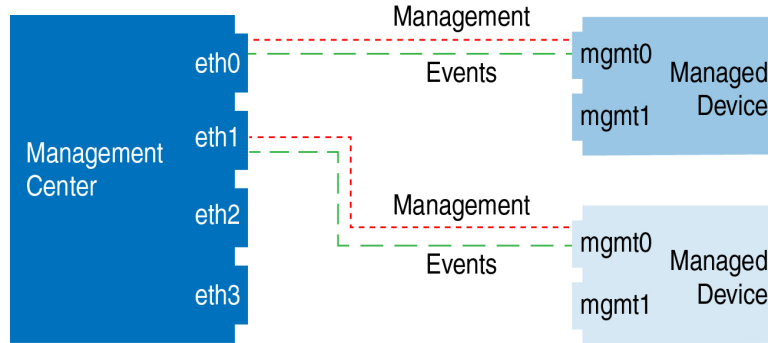 Management
eth0
mgmt0
Managed
Device
Events
mgmt1
eth1
Management
Center
eth2
Management
mgmt0
Managed
Device
Events
eth3
mgmt1